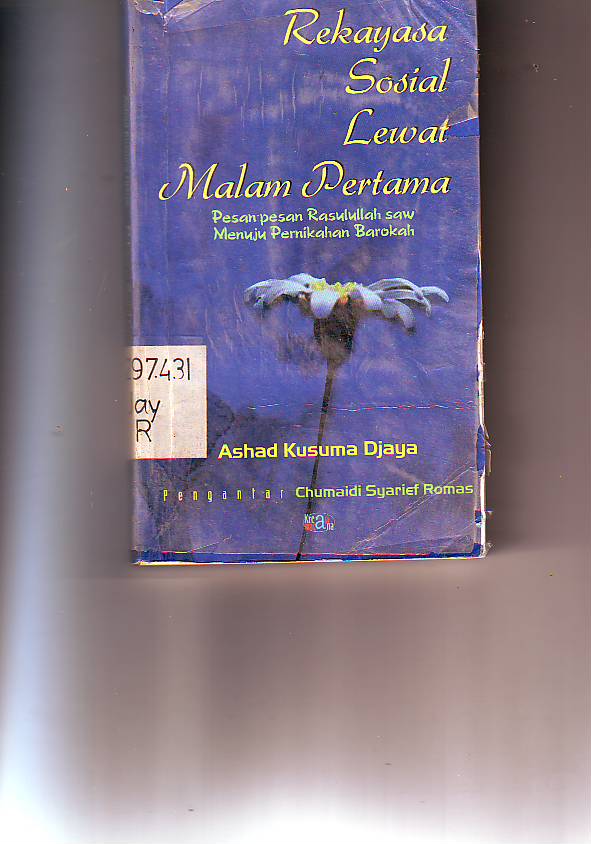 Rekayasa
Sosial
Lewat
Malam Pertama
Pesan-pesan Rasulullah saw
Menuju Pernikahan Barokah
97.431
ay
R
Ashad Kusuma Djaya
Pengantar Chumaidi Syarief Romas
Kreasi